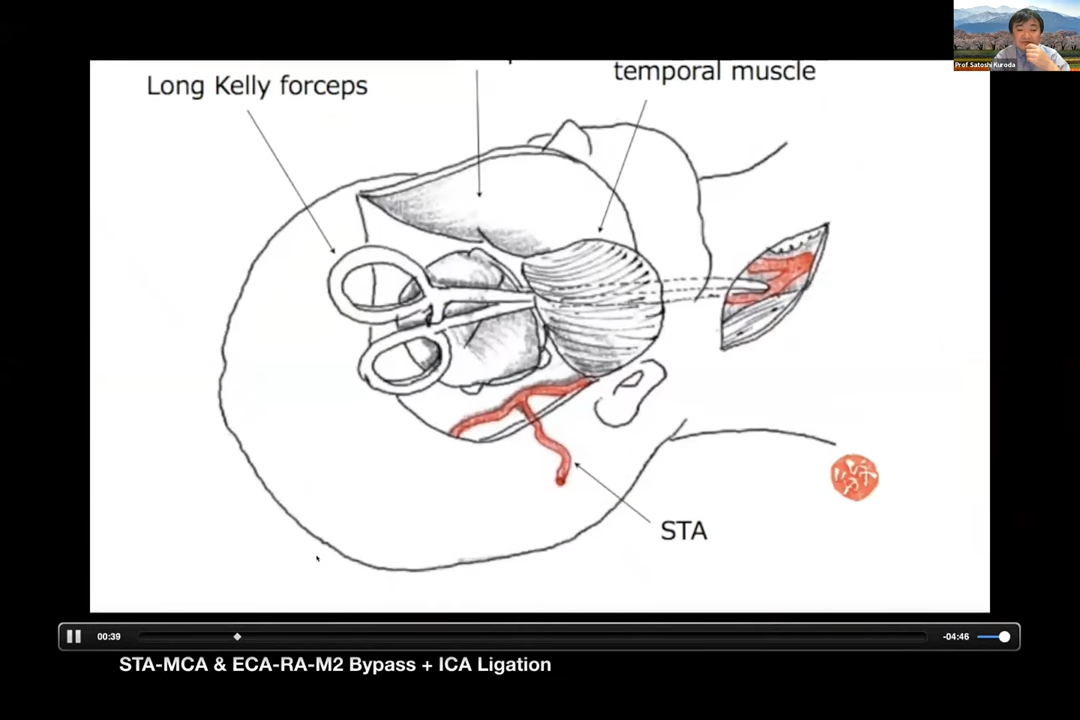 Prof Satoshi Kuroda
temporal muscle
Long Kelly forceps
STA
00:39
-04:46
STA-MCA & ECA-RA-M2 Bypass + ICA Ligation